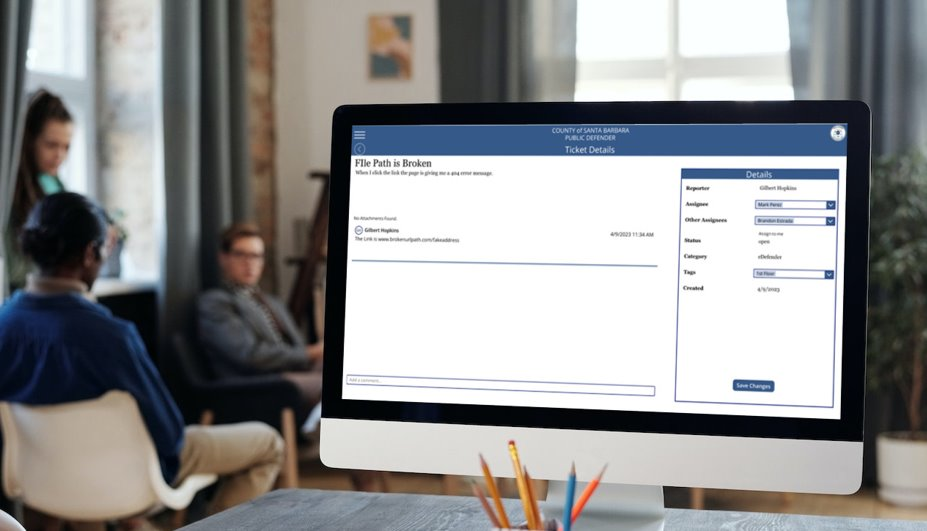 COUNTY of SANTA BARBARA
PUBLIC DEFENDER
Ticket Details
FIle Path is Broken
When I click the link the page is giving me a 404 error message.
No Attachments Found.
GH Gilbert Hopkins
4/9/2023 11:34 AM
The Link is www.brokenurlpath.com/fakeaddress
Add a comment...
Details
Reporter Gilbert Hopkins
Assignee Mark Perez
Other Assignees Brandon Estrada
Assign to me
Status open
Category eDefender
Tags 1st Floor
Created 4/9/2023
Save Changes